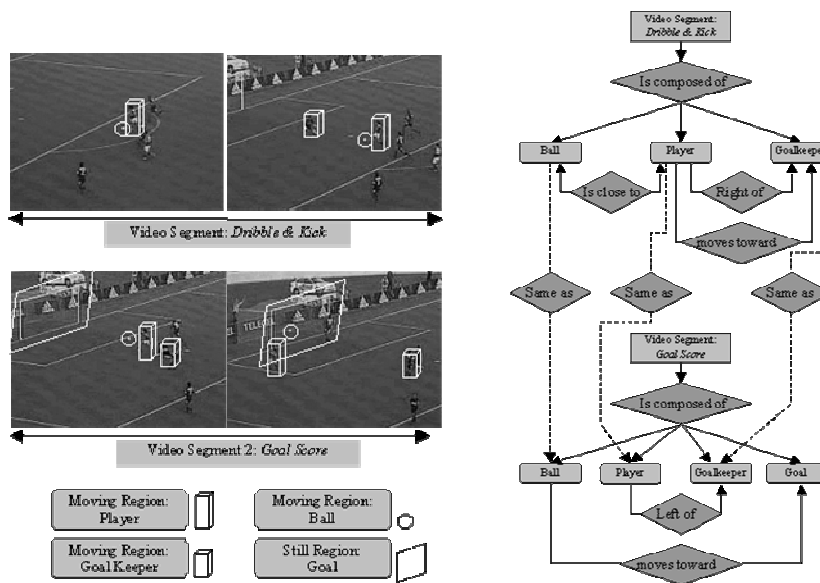 Video Segment: Dribble & Kick
Video Segment 2: Goal Score
Moving Region:
Player
Moving Region:
Ball
Moving Region:
Goal Keeper
Still Region:
Goal
Video Segment:
Dribble & Kick
Is composed of
Ball
Player
Goalkeeper
Is close to
Right of
moves toward
Same as
Same as
Same as
Video Segment:
Goal Score
Is composed of
Ball
Player
Goalkeeper
Goal
Left of
moves toward